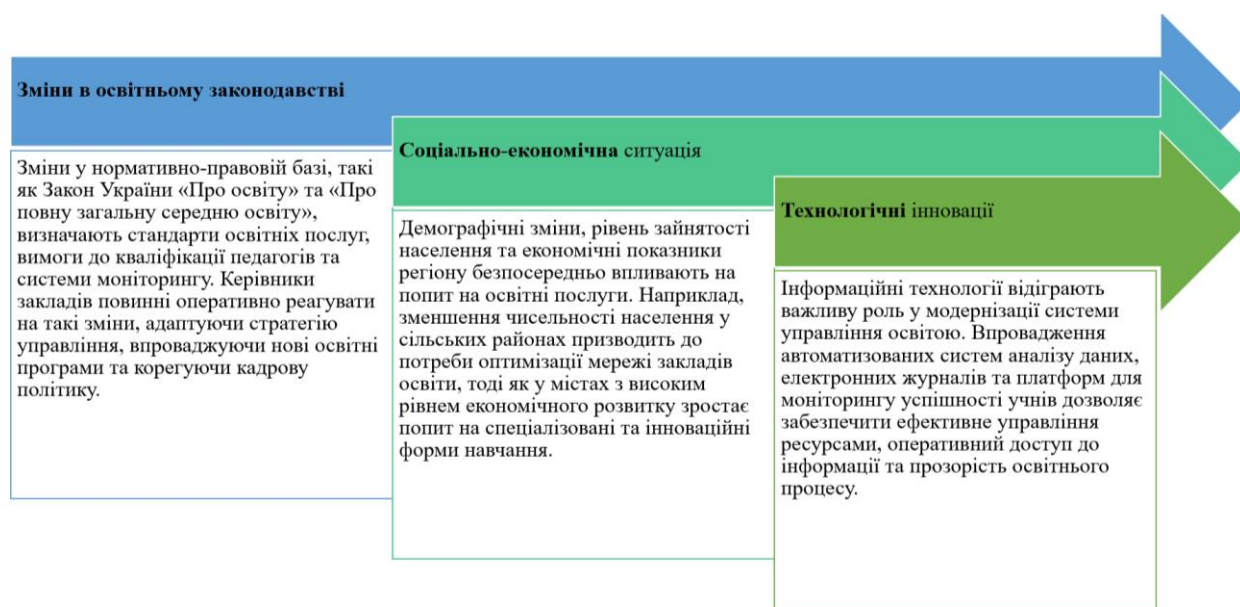 Зміни в освітньому законодавстві
Зміни у нормативно-правовій базі, такі
як Закон України «Про освіту» та «Про
повну загальну середню освіту»,
визначають стандарти освітніх послуг,
вимоги до кваліфікації педагогів та
системи моніторингу. Керівники
закладів повинні оперативно реагувати
на такі зміни, адаптуючи стратегію
управління, впроваджуючи нові освітні
програми та корегуючи кадрову
політику.
Соціально-економічна ситуація
Демографічні зміни, рівень зайнятості
населення та економічні показники
регіону безпосередньо впливають на
попит на освітні послуги. Наприклад,
зменшення чисельності населення у
сільських районах призводить до
потреби оптимізації мережі закладів
освіти, тоді як у містах з високим
рівнем економічного розвитку зростає
попит на спеціалізовані та інноваційні
форми навчання.
Технологічні інновації
Інформаційні технології відіграють
важливу роль у модернізації системи
управління освітою. Впровадження
автоматизованих систем аналізу даних,
електронних журналів та платформ для
моніторингу успішності учнів дозволяє
забезпечити ефективне управління
ресурсами, оперативний доступ до
інформації та прозорість освітнього
процесу.